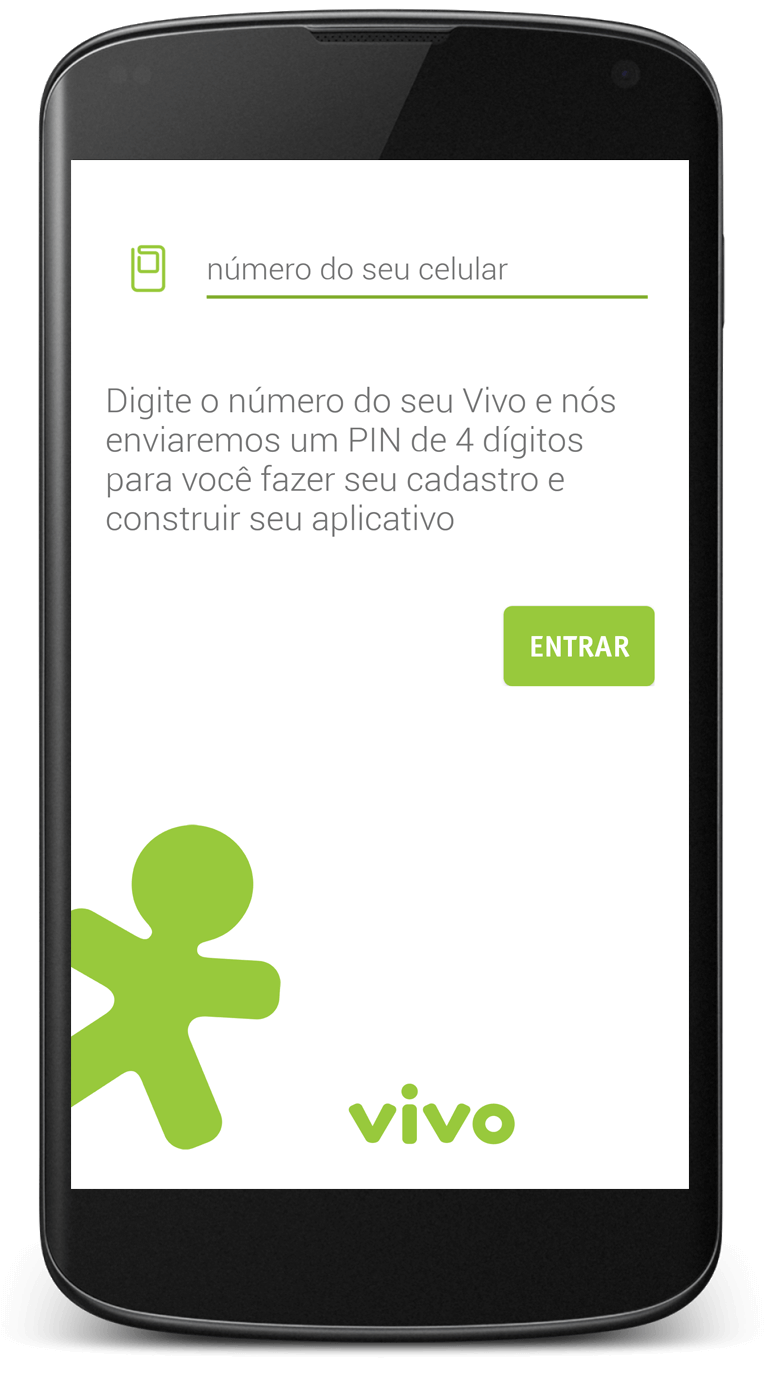 número do seu celular
Digite o número do seu Vivo e nós
enviaremos um PIN de 4 dígitos
para você fazer seu cadastro e
construir seu aplicativo
ENTRAR
vivo